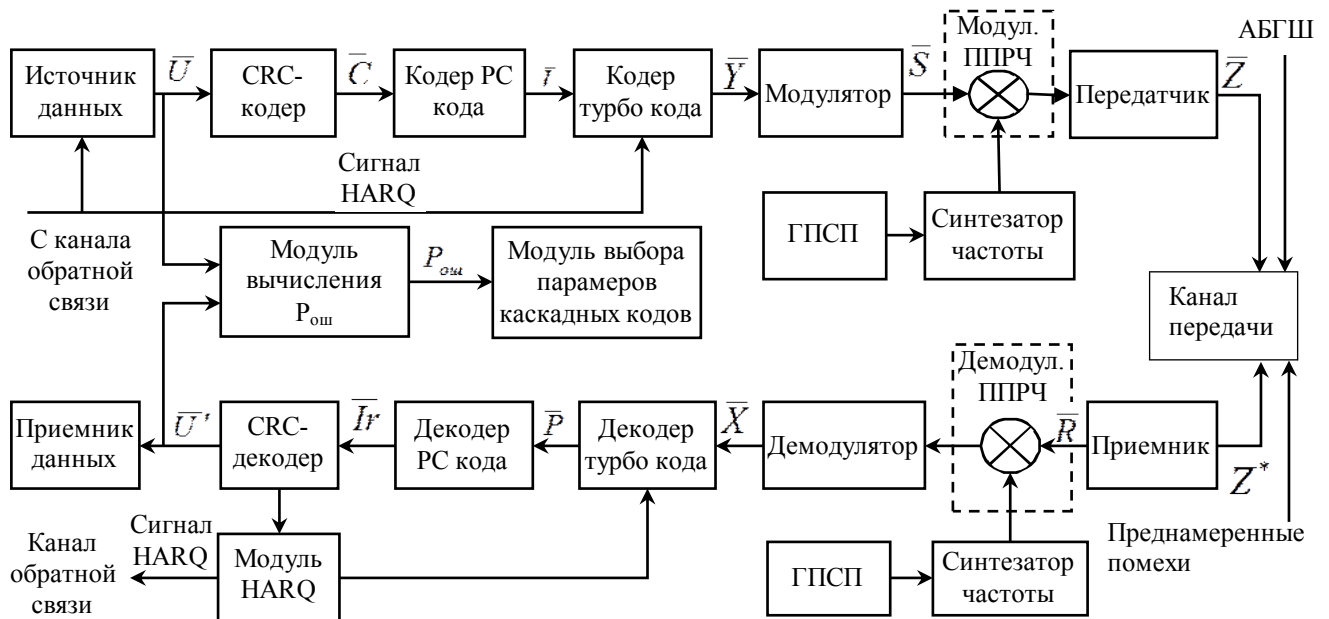 Модул.
ППРЧ
АБГШ
Источник
данных
U
CRC-
кодер
C
Кодер РС
кода
Кодер
турбо кода
Y
Модулятор
S
Передатчик
Z
Сигнал
HARQ
С канала
обратной
связи
Модуль
вычисления
Pош
Pош
Модуль выбора
парамеров
каскадных кодов
ГПСП
Синтезатор
частоты
Канал
передачи
Демодул.
ППРЧ
Приемник
данных
U'
CRC-
декодер
Ir
Декодер
РС кода
P
Декодер
турбо кода
X
Демодулятор
R
Приемник
Z*
Преднамеренные
помехи
Сигнал
HARQ
Канал
обратной
связи
Модуль
HARQ
ГПСП
Синтезатор
частоты